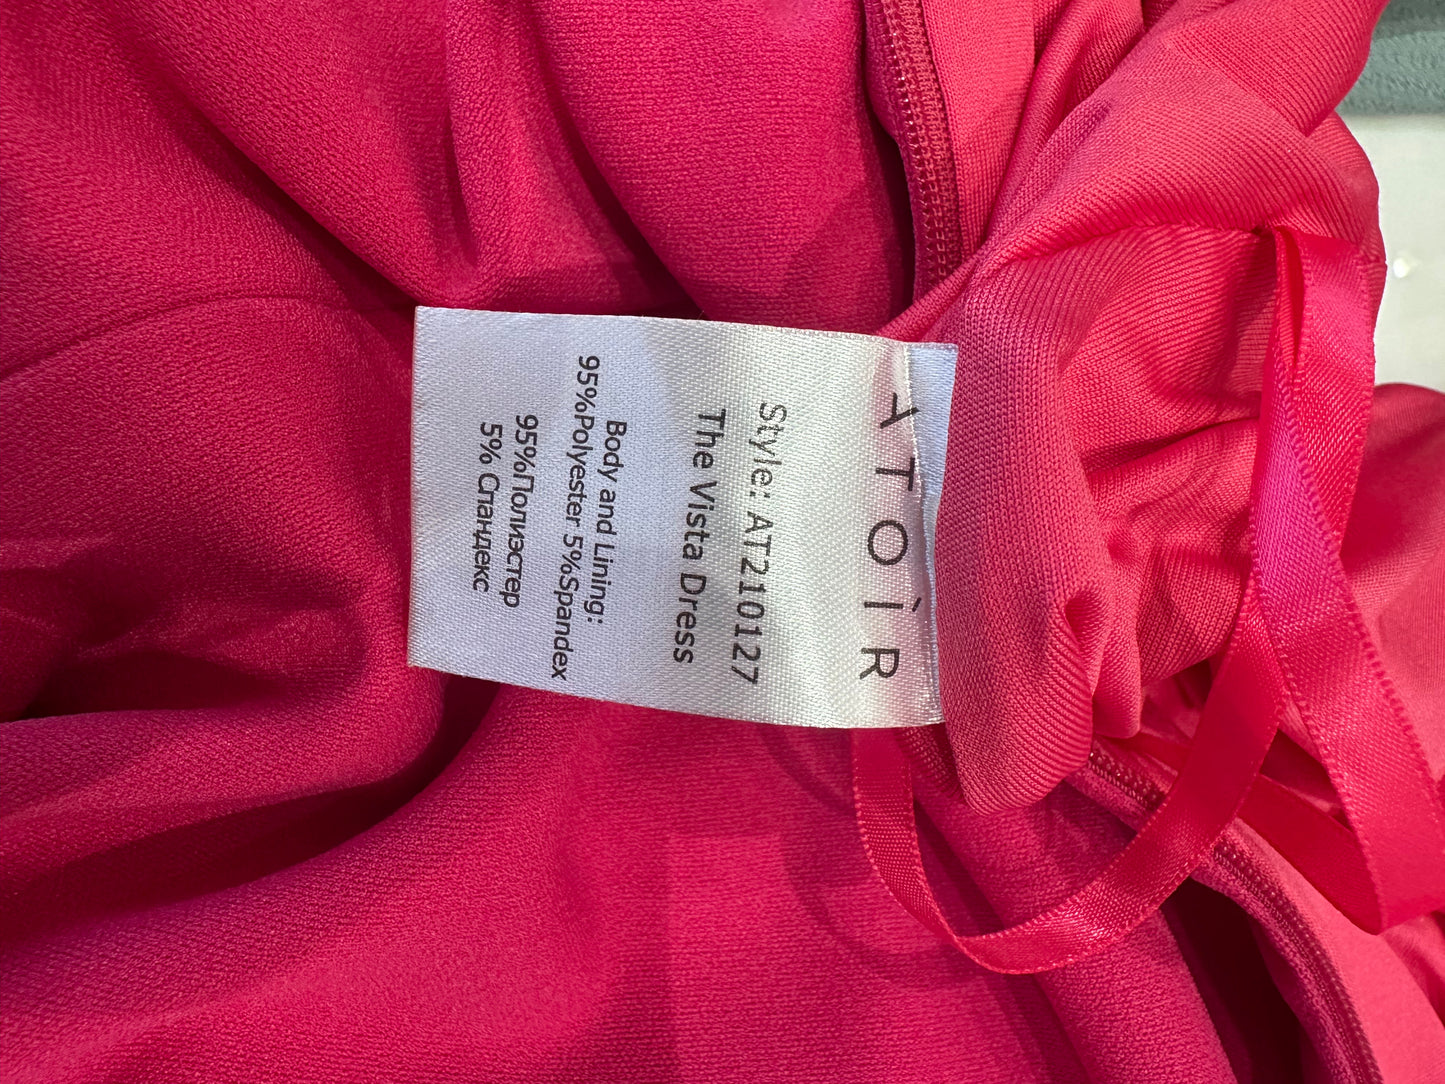 ATOÌR
Style: AT210127
The Vista Dress
Body and Lining:
95%Polyester 5%Spandex
95%Полиэстер
5% Спандекс